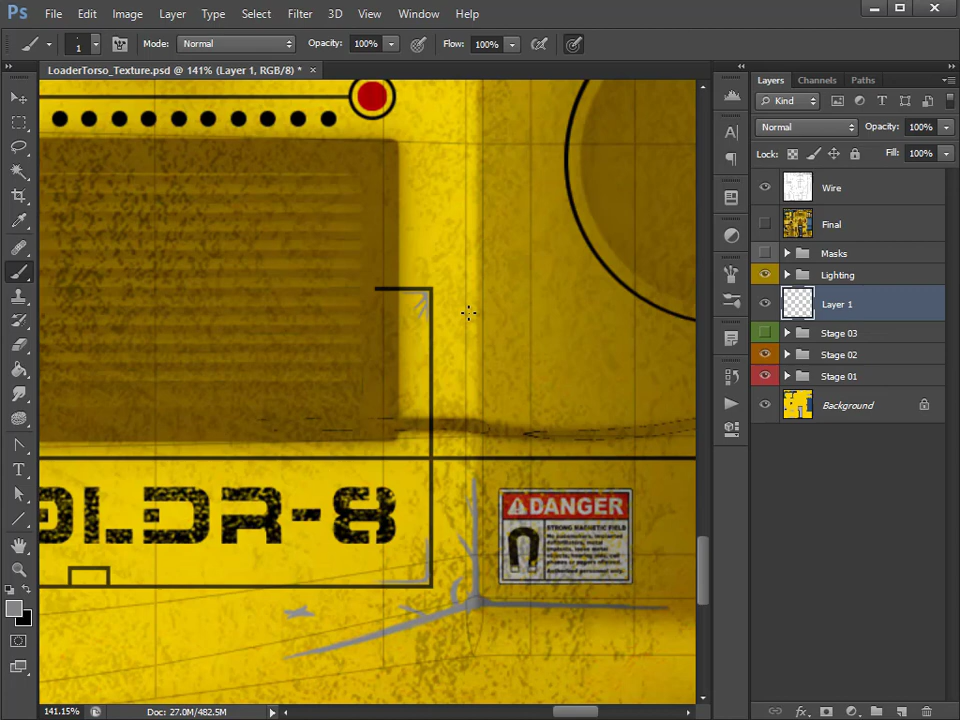 Ps File Edit Image Layer Type Select Filter 3D View Window Help
1 Mode: Normal Opacity: 100% Flow: 100%
LoaderTorso_Texture.psd @ 141% (Layer 1, RGB/8) * ×
Layers Channels Paths
Kind
Normal Opacity: 100%
Lock: Fill: 100%
Wire
Final
Masks
Lighting
Layer 1
Stage 03
Stage 02
Stage 01
Background
OLDR-8
DANGER
STRONG MAGNETIC FIELD
141.15% Doc: 27.0M/482.5M